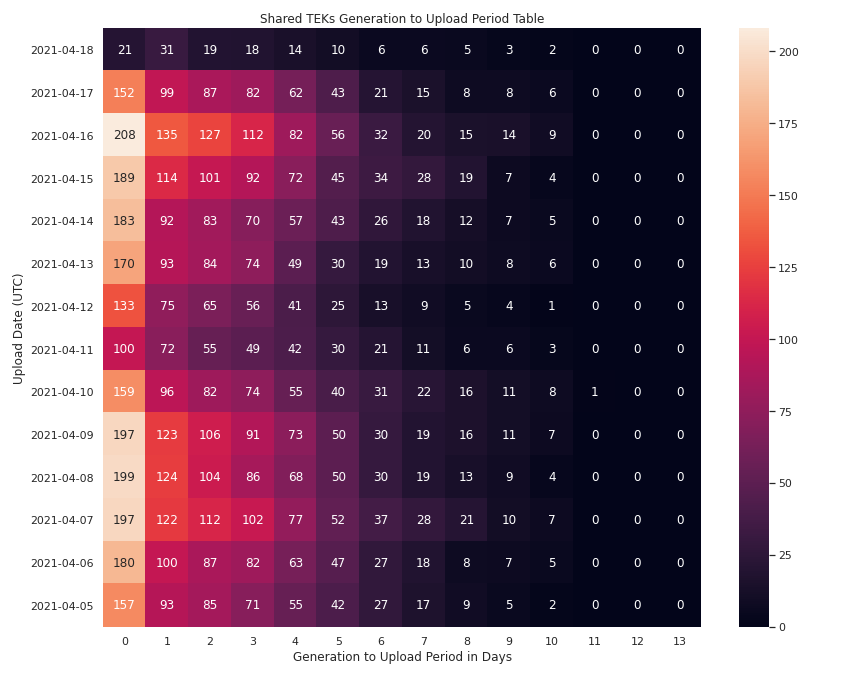 Shared TEKs Generation to Upload Period Table
Upload Date (UTC)
2021-04-18 21 31 19 18 14 10 6 6 5 3 2 0 0 0
2021-04-17 152 99 87 82 62 43 21 15 8 8 6 0 0 0
2021-04-16 208 135 127 112 82 56 32 20 15 14 9 0 0 0
2021-04-15 189 114 101 92 72 45 34 28 19 7 4 0 0 0
2021-04-14 183 92 83 70 57 43 26 18 12 7 5 0 0 0
2021-04-13 170 93 84 74 49 30 19 13 10 8 6 0 0 0
2021-04-12 133 75 65 56 41 25 13 9 5 4 1 0 0 0
2021-04-11 100 72 55 49 42 30 21 11 6 6 3 0 0 0
2021-04-10 159 96 82 74 55 40 31 22 16 11 8 1 0 0
2021-04-09 197 123 106 91 73 50 30 19 16 11 7 0 0 0
2021-04-08 199 124 104 86 68 50 30 19 13 9 4 0 0 0
2021-04-07 197 122 112 102 77 52 37 28 21 10 7 0 0 0
2021-04-06 180 100 87 82 63 47 27 18 8 7 5 0 0 0
2021-04-05 157 93 85 71 55 42 27 17 9 5 2 0 0 0
0 1 2 3 4 5 6 7 8 9 10 11 12 13
Generation to Upload Period in Days
200
175
150
125
100
75
50
25
0